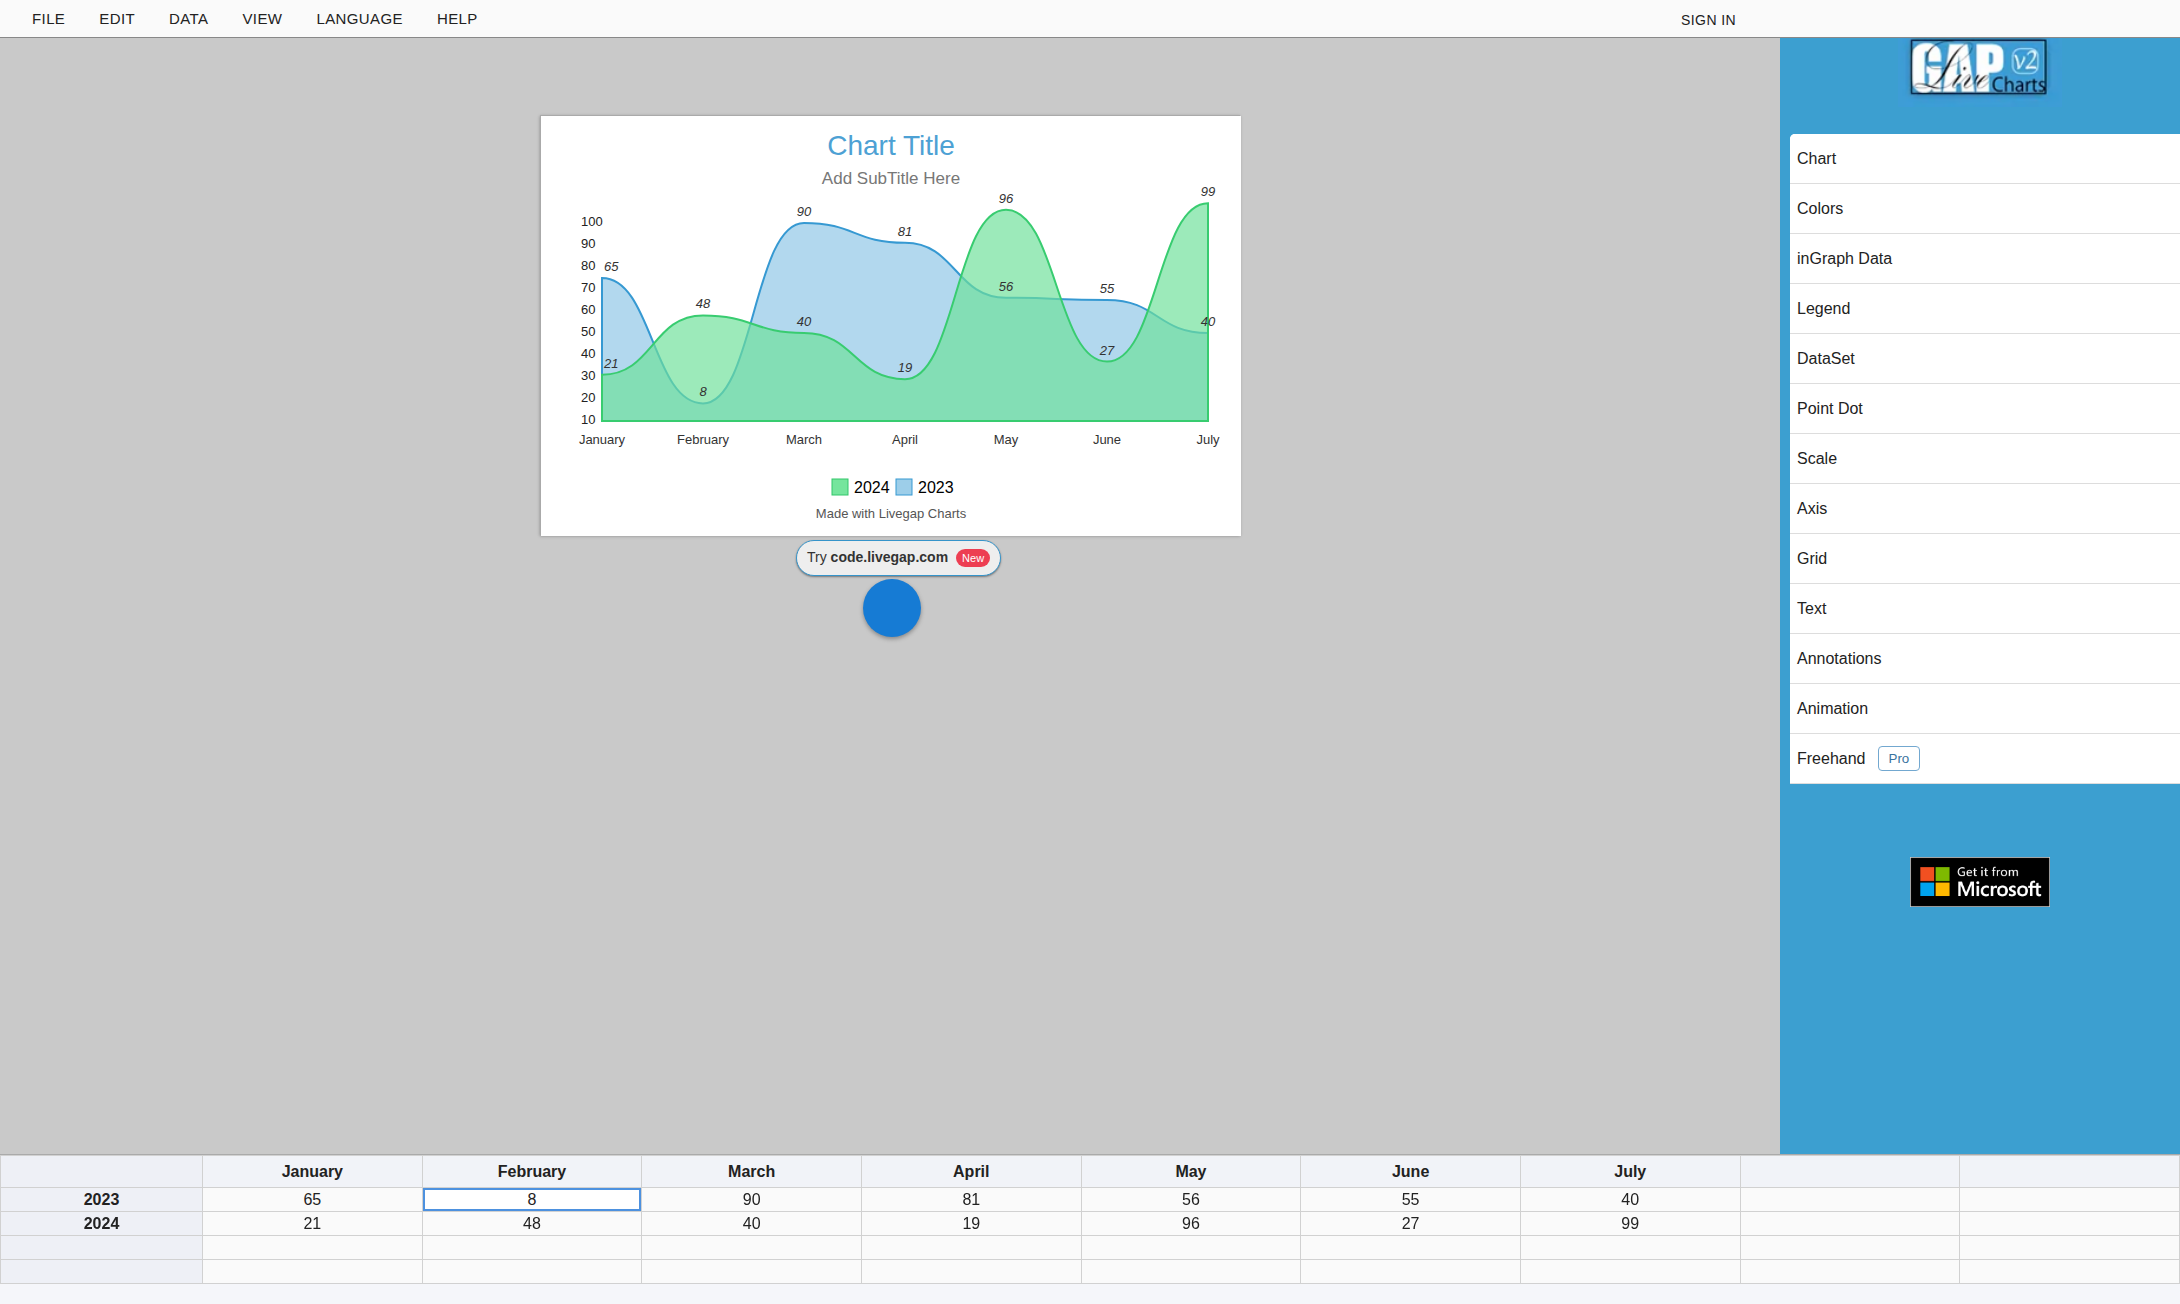 FILE EDIT DATA VIEW LANGUAGE HELP SIGN IN
GAP Live Charts v2
Chart Title
Add SubTitle Here
99
96
90
81
100
90
80
70
60
50
40
30
20
10
65
48
56
55
40
40
21
27
19
8
January February March April May June July
2024 2023
Made with Livegap Charts
Try code.livegap.com New
Chart
Colors
inGraph Data
Legend
DataSet
Point Dot
Scale
Axis
Grid
Text
Annotations
Animation
Freehand Pro
Get it from
Microsoft
January February March April May June July
2023 65 8 90 81 56 55 40
2024 21 48 40 19 96 27 99